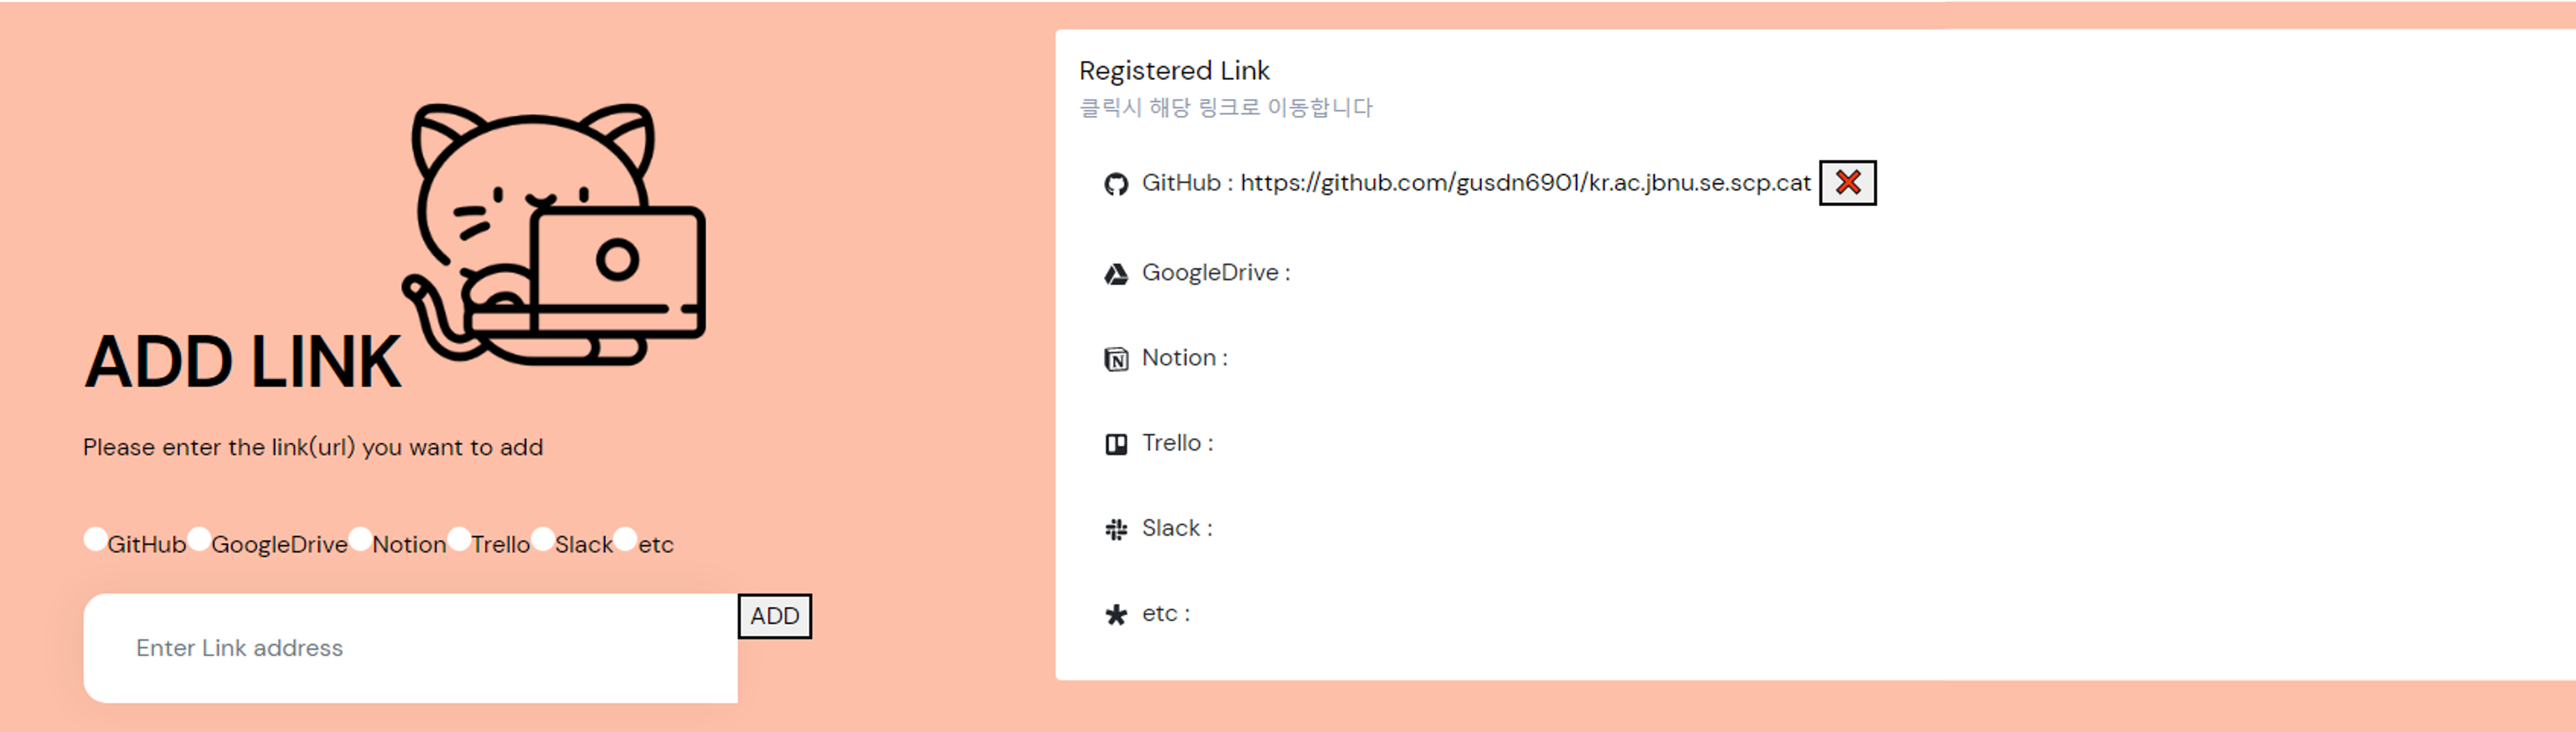 ADD LINK
Please enter the link(url) you want to add
GitHub GoogleDrive Notion Trello Slack etc
Enter Link address
ADD
Registered Link
클릭시 해당 링크로 이동합니다
GitHub : https://github.com/gusdn6901/kr.ac.jbnu.se.scp.cat
GoogleDrive :
Notion :
Trello :
Slack :
etc :